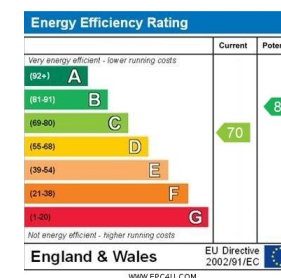 Energy Efficiency Rating
Current
Very energy efficient - lower running costs
(92+) A
(81-91) B
(69-80) C
70
(55-68) D
(39-54) E
(21-38) F
(1-20) G
Not energy efficient - higher running costs
England & Wales
EU Directive
2002/91/EC
WWW.EPC4U.COM